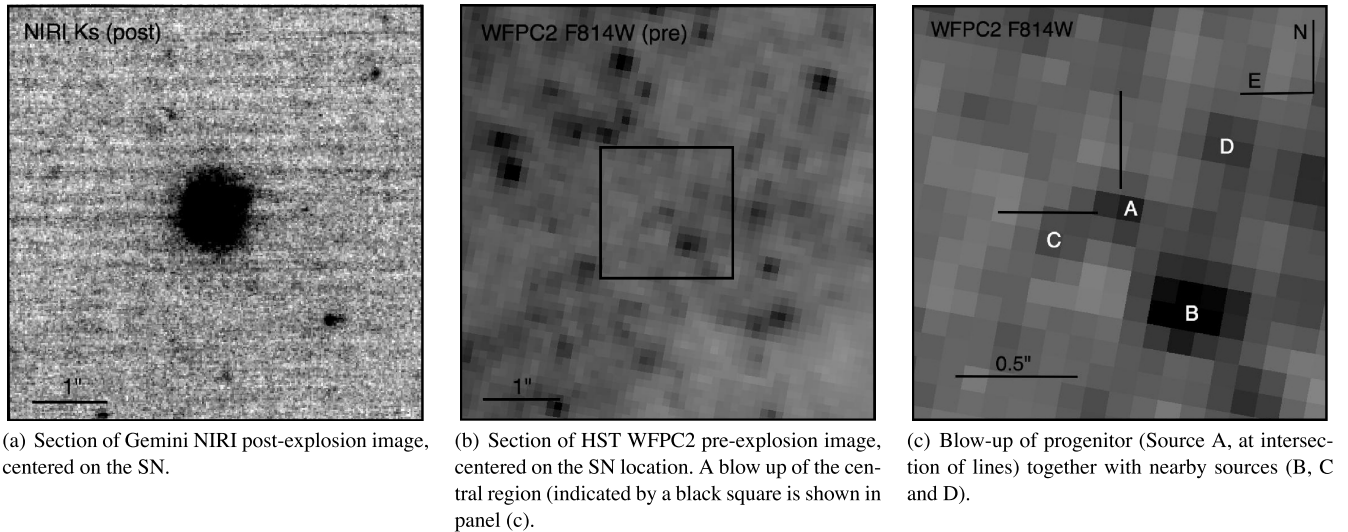 NIRI Ks (post)
1"
WFPC2 F814W (pre)
1"
WFPC2 F814W
N
E
D
A
C
B
0.5"
(a) Section of Gemini NIRI post-explosion image,
centered on the SN.
(b) Section of HST WFPC2 pre-explosion image,
centered on the SN location. A blow up of the cen-
tral region (indicated by a black square is shown in
panel (c).
(c) Blow-up of progenitor (Source A, at intersec-
tion of lines) together with nearby sources (B, C
and D).